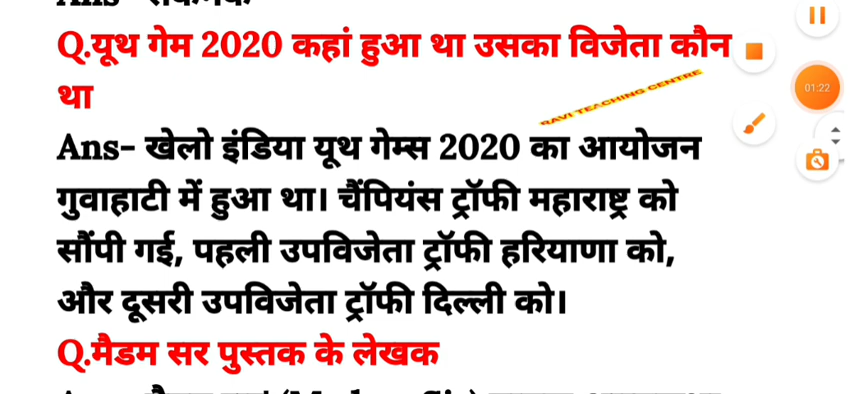 Q.यूथ गेम 2020 कहां हुआ था उसका विजेता कौन
था
RAVI TEACHING CENTRE
01:22
Ans- खेलो इंडिया यूथ गेम्स 2020 का आयोजन
गुवाहाटी में हुआ था। चैंपियंस ट्रॉफी महाराष्ट्र को
सौंपी गई, पहली उपविजेता ट्रॉफी हरियाणा को,
और दूसरी उपविजेता ट्रॉफी दिल्ली को।
Q.मैडम सर पुस्तक के लेखक